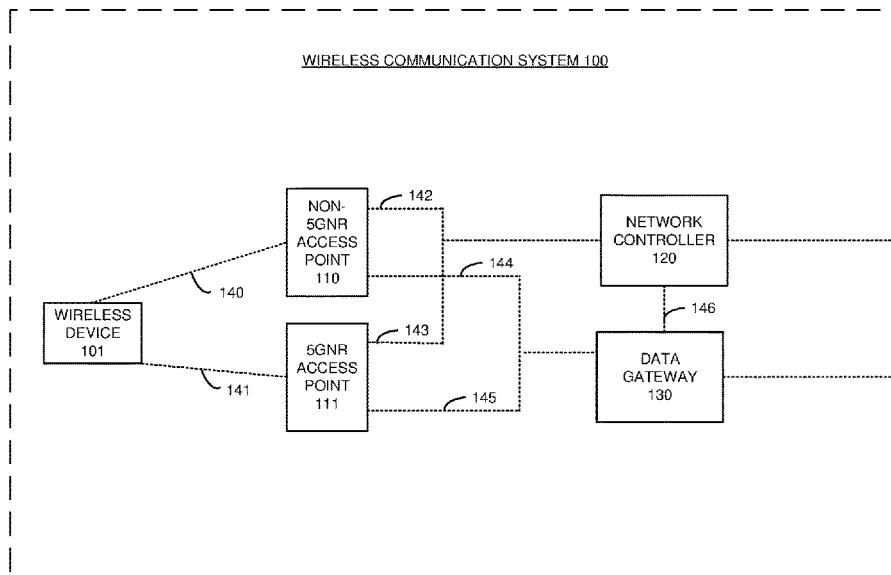 WIRELESS COMMUNICATION SYSTEM 100
142
NON-
5GNR
ACCESS
POINT
110
NETWORK
CONTROLLER
120
144
140
146
WIRELESS
DEVICE
101
143
5GNR
ACCESS
POINT
111
DATA
GATEWAY
130
141
145